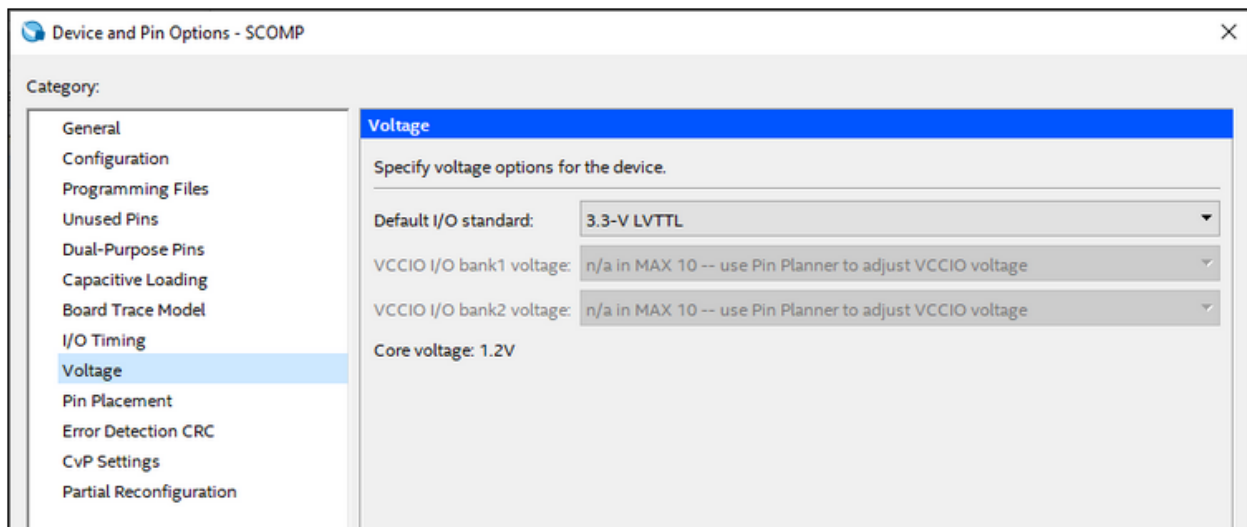 Device and Pin Options - SCOMP
Category:
General
Configuration
Programming Files
Unused Pins
Dual-Purpose Pins
Capacitive Loading
Board Trace Model
I/O Timing
Voltage
Pin Placement
Error Detection CRC
CvP Settings
Partial Reconfiguration
Voltage
Specify voltage options for the device.
Default I/O standard: 3.3-V LVTTL
VCCIO I/O bank1 voltage: n/a in MAX 10 -- use Pin Planner to adjust VCCIO voltage
VCCIO I/O bank2 voltage: n/a in MAX 10 -- use Pin Planner to adjust VCCIO voltage
Core voltage: 1.2V